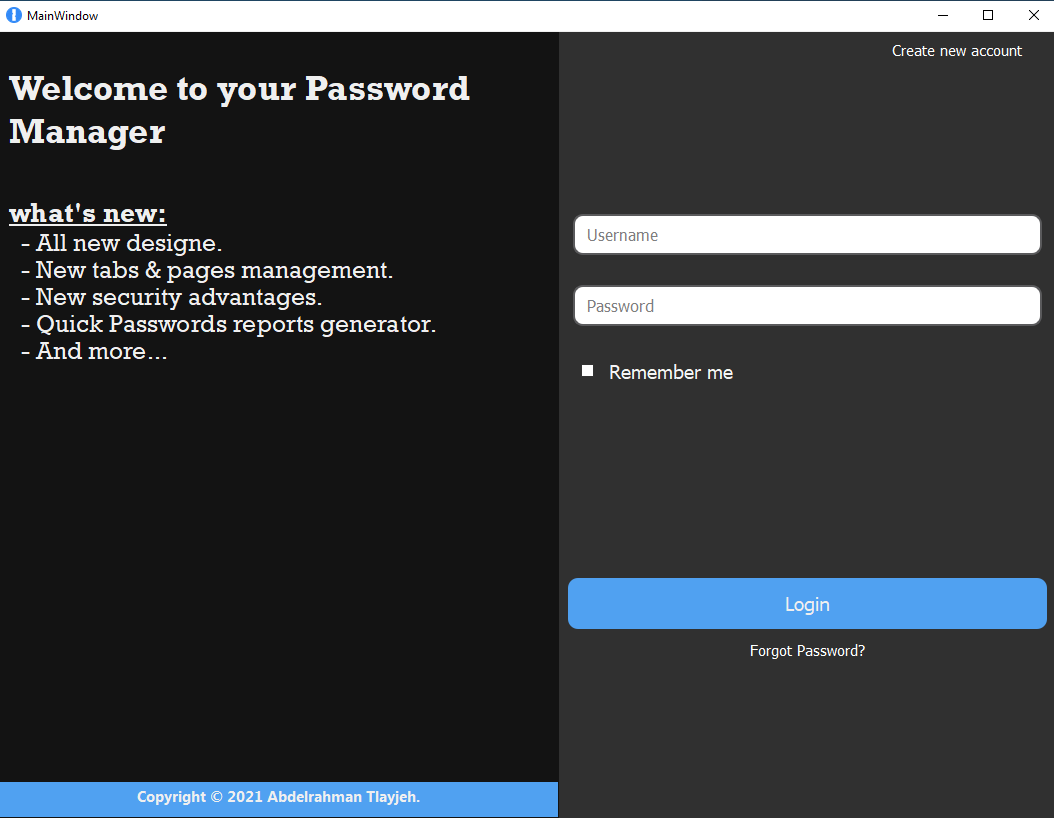 MainWindow
Create new account
Welcome to your Password
Manager
what's new:
- All new designe.
- New tabs & pages management.
- New security advantages.
- Quick Passwords reports generator.
- And more...
Username
Password
Remember me
Login
Forgot Password?
Copyright © 2021 Abdelrahman Tlayjeh.